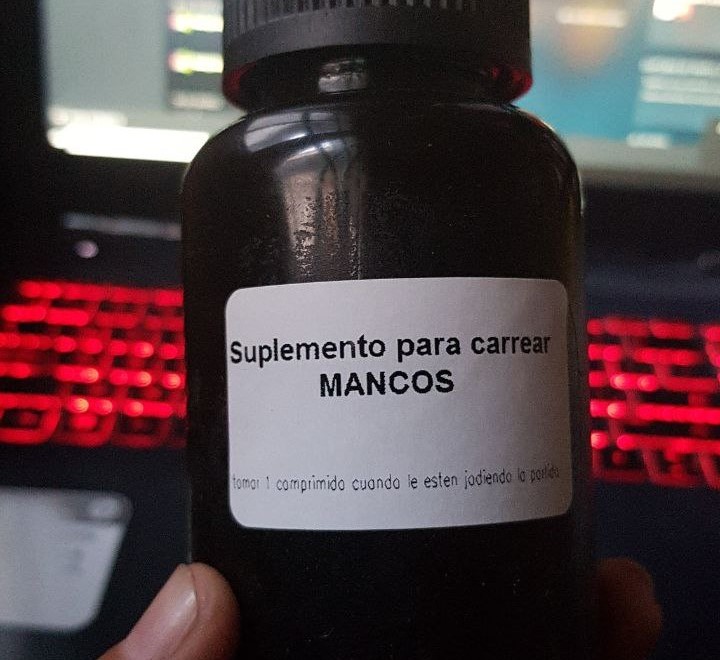 Suplemento para carrear
MANCOS
tomar 1 comprimido cuando le esten jodiendo la partida